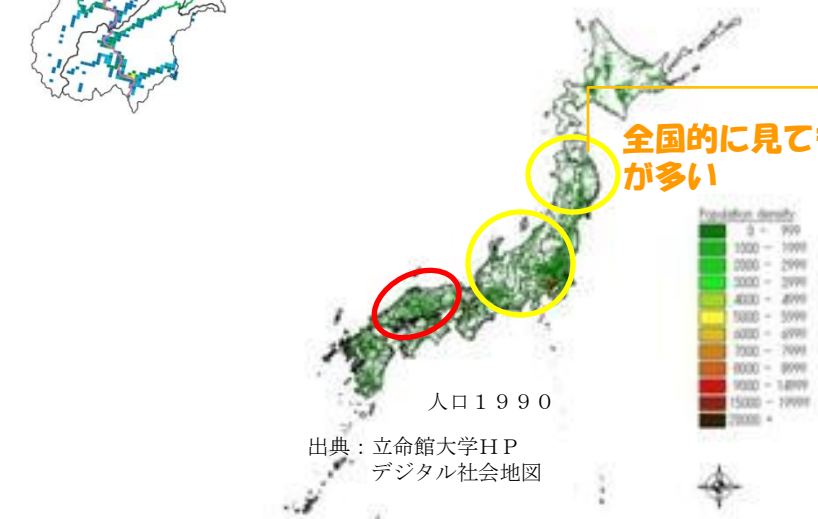 全国的に見て
が多い
Population density
0 - 999
1000 - 1999
2000 - 2999
3000 - 3999
4000 - 4999
5000 - 5999
6000 - 6999
7000 - 7999
8000 - 8999
9000 - 14999
15000 - 19999
20000 +
人口１９９０
出典：立命館大学ＨＰ
デジタル社会地図